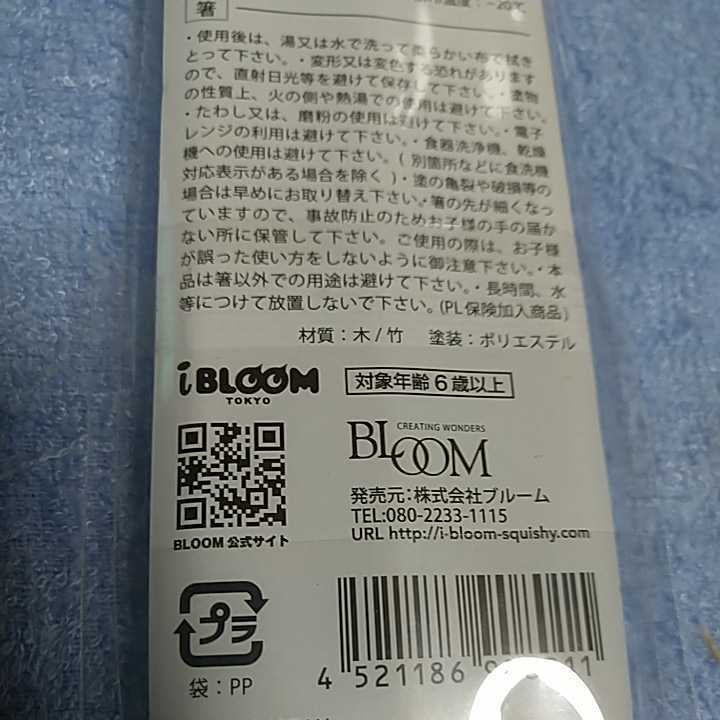 ：−20℃
箸
・使用後は、湯又は水で洗って柔らかい布で拭き
とって下さい。・変形又は変色する恐れがあります
ので、直射日光等を避けて保存して下さい。・塗物
の性質上、火の側や熱湯での使用は避けて下さい。
・たわし又は、磨粉の使用は避けて下さい。・電子
レンジの利用は避けて下さい。・食器洗浄機、乾燥
機への使用は避けて下さい。( 別箇所などに食洗機
対応表示がある場合を除く )・塗の亀裂や破損等の
場合は早めにお取り替え下さい。・箸の先が細くなっ
ていますので、事故防止のためお子様の手の届か
ない所に保管して下さい。ご使用の際は、お子様
が誤った使い方をしないように御注意下さい。・本
品は箸以外での用途は避けて下さい。・長時間、水
等につけて放置しないで下さい。(PL保険加入商品)
材質：木/竹 塗装：ポリエステル
iBLOOM
TOKYO
対象年齢6歳以上
CREATING WONDERS
BLOOM
発売元：株式会社ブルーム
TEL:080-2233-1115
URL http://i-bloom-squishy.com
BLOOM 公式サイト
プラ
袋：PP
4 521186